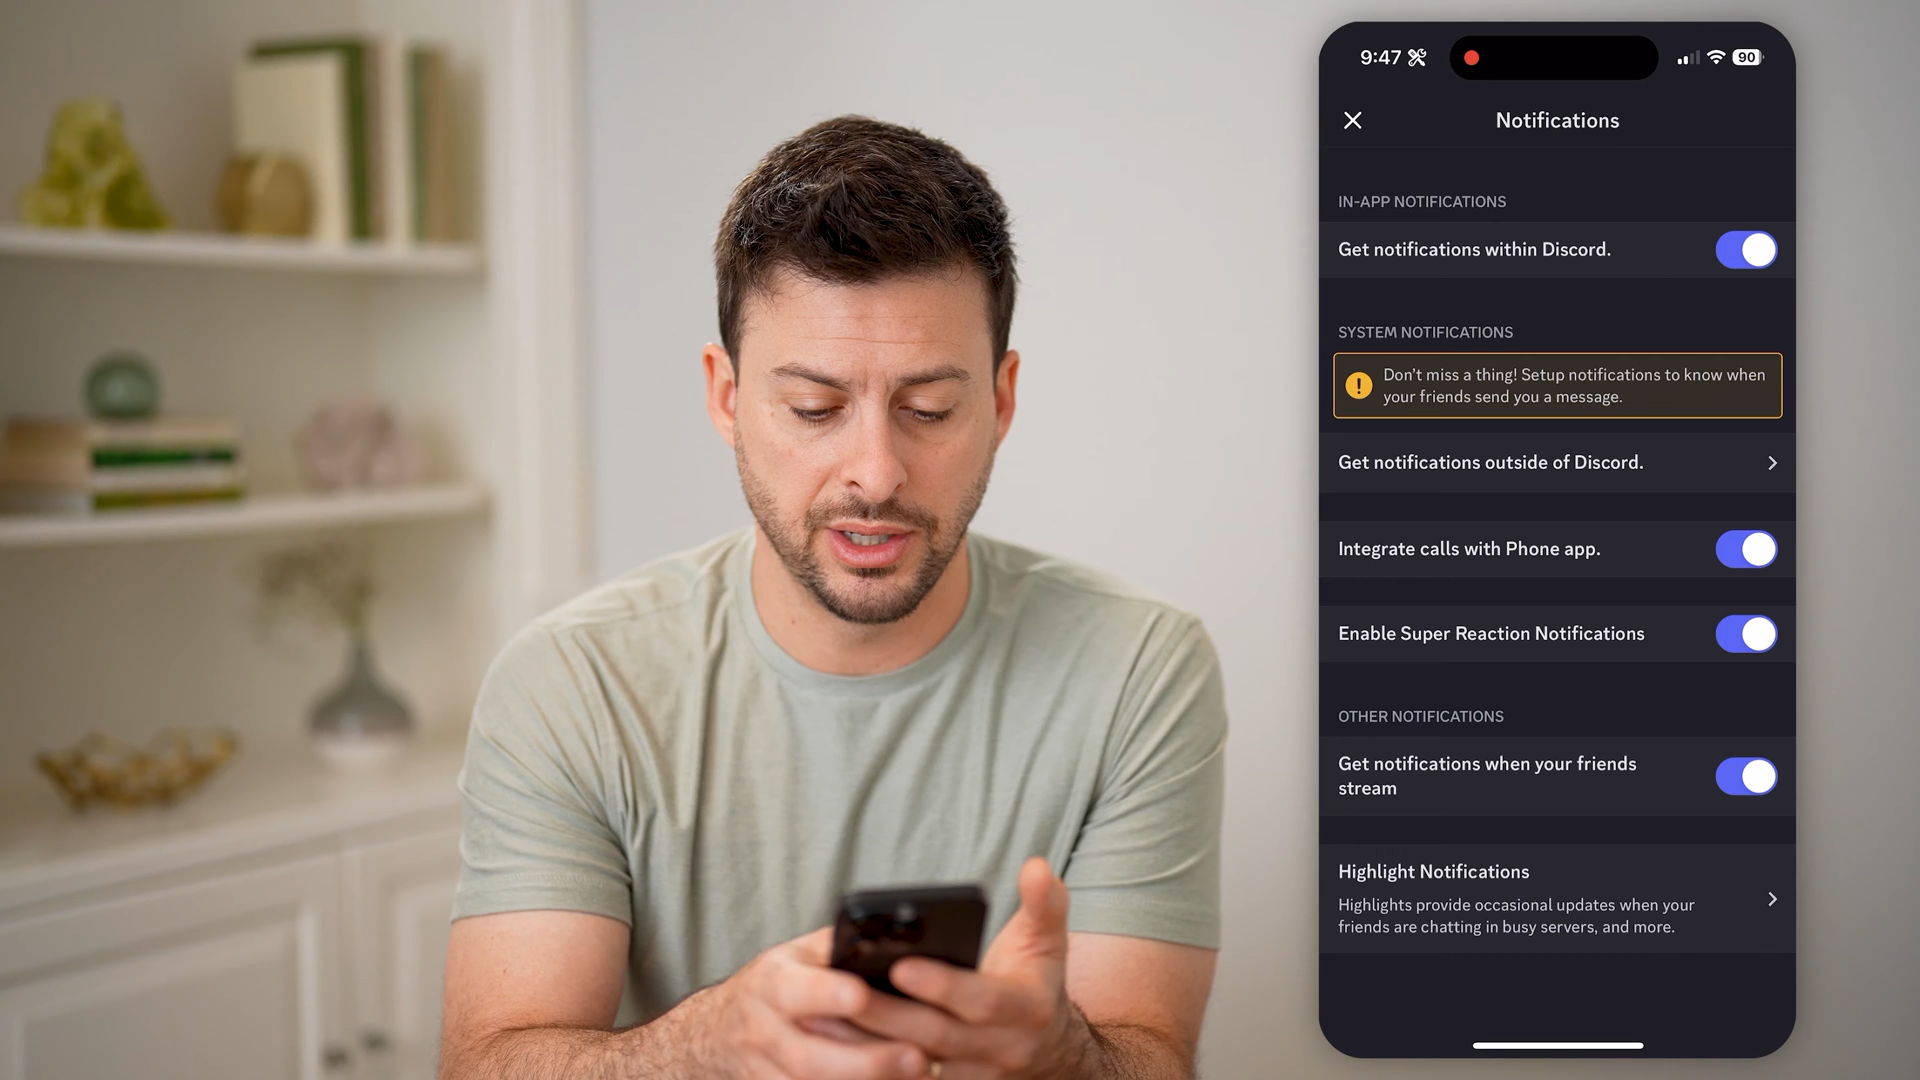 9:47
90
Notifications
IN-APP NOTIFICATIONS
Get notifications within Discord.
SYSTEM NOTIFICATIONS
Don’t miss a thing! Setup notifications to know when
your friends send you a message.
Get notifications outside of Discord.
Integrate calls with Phone app.
Enable Super Reaction Notifications
OTHER NOTIFICATIONS
Get notifications when your friends
stream
Highlight Notifications
Highlights provide occasional updates when your
friends are chatting in busy servers, and more.